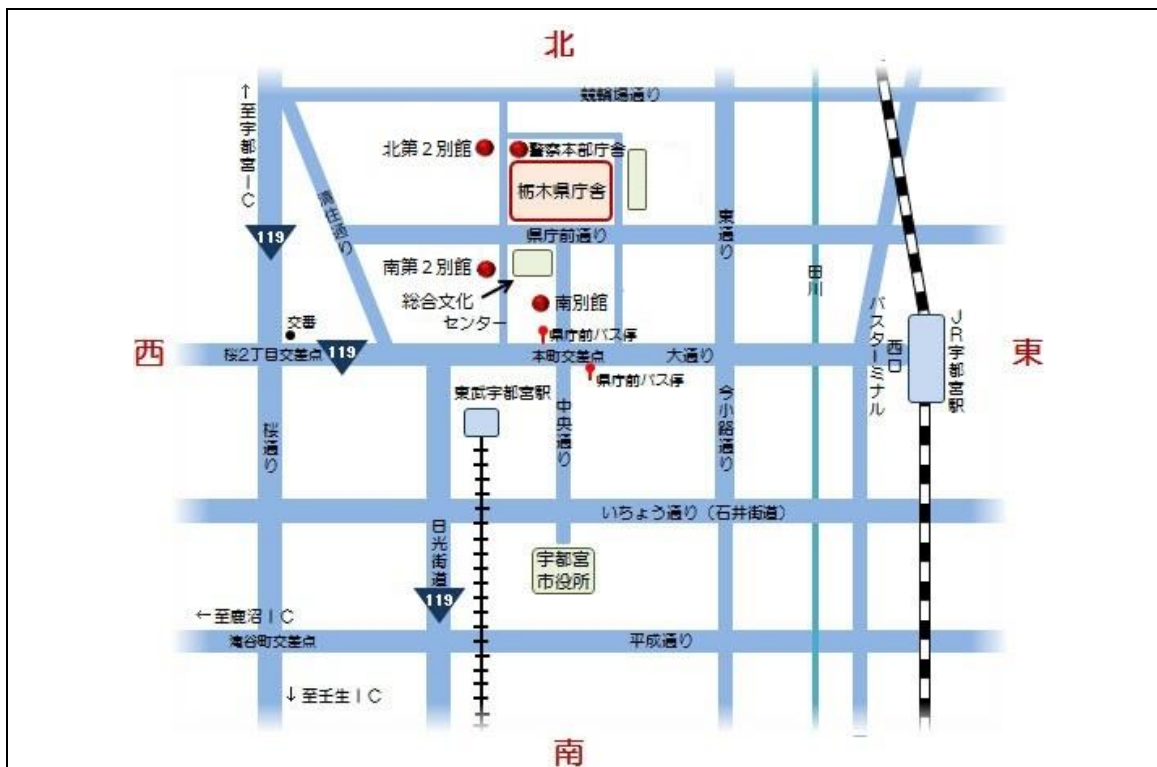 北
競輪場通り
↑至宇都宮ＩＣ
北第２別館
警察本部庁舎
栃木県庁舎
清住通り
東通り
119
県庁前通り
田川
南第２別館
総合文化
センター
南別館
バスターミナル
西口
ＪＲ宇都宮駅
交番
県庁前バス停
西
桜２丁目交差点
119
本町交差点
大通り
東
県庁前バス停
東武宇都宮駅
中央通り
今小路通り
桜通り
いちょう通り（石井街道）
日光街道
宇都宮
市役所
119
←至鹿沼ＩＣ
滝谷町交差点
平成通り
↓至壬生ＩＣ
南